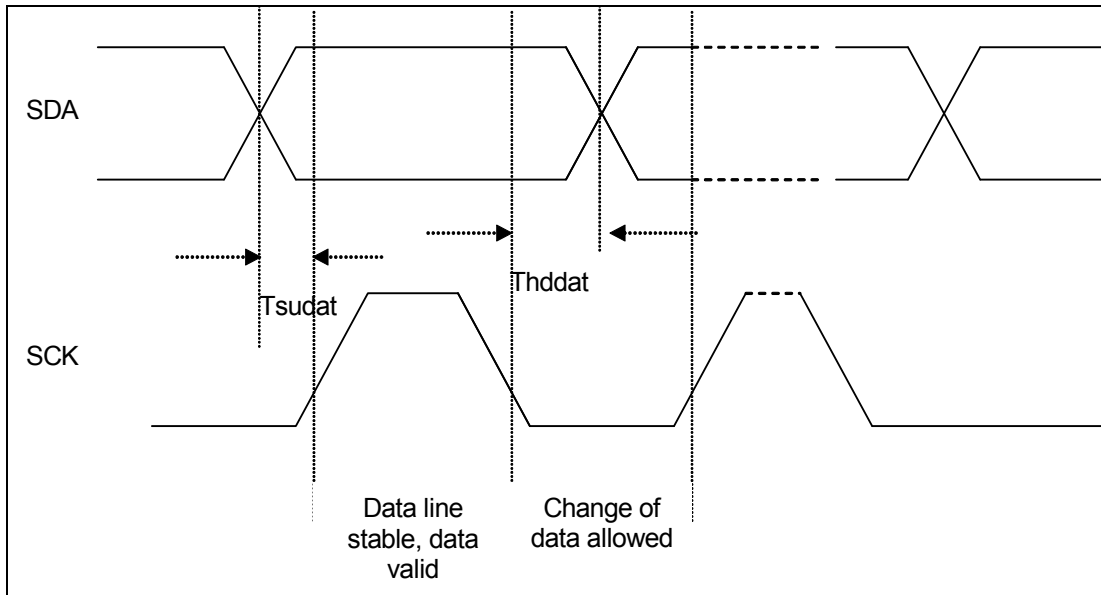 SDA
Thddat
Tsudat
SCK
Data line
stable, data
valid
Change of
data allowed